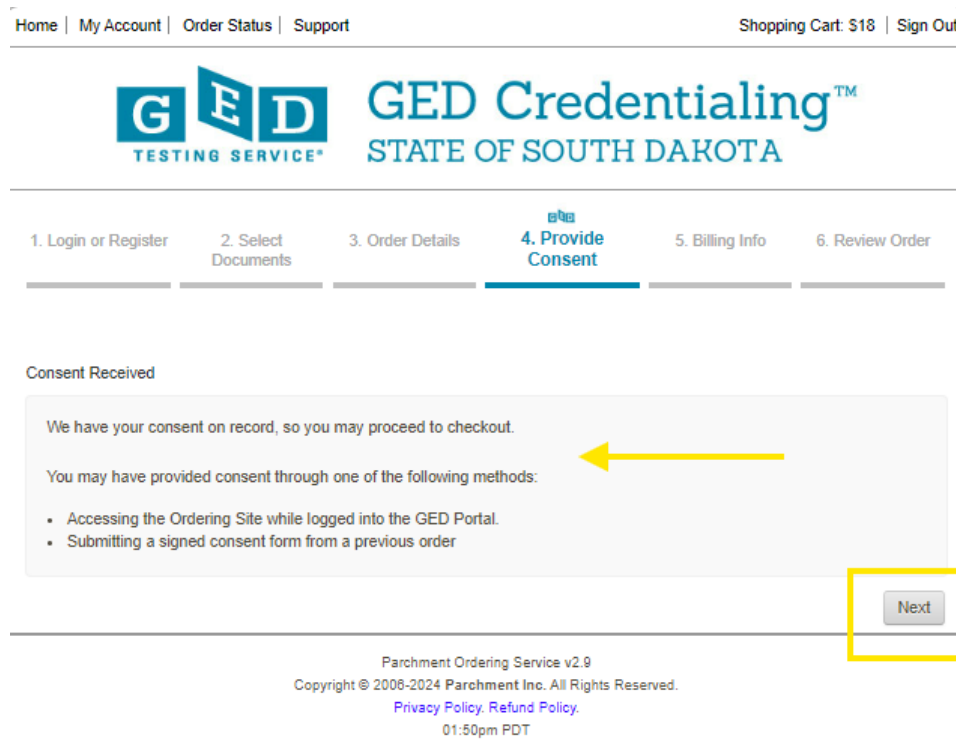 Home | My Account | Order Status | Support Shopping Cart: $18 | Sign Out
GED
TESTING SERVICE®
GED Credentialing™
STATE OF SOUTH DAKOTA
GED
1. Login or Register
2. Select
Documents
3. Order Details
4. Provide
Consent
5. Billing Info
6. Review Order
Consent Received
We have your consent on record, so you may proceed to checkout.
You may have provided consent through one of the following methods:
• Accessing the Ordering Site while logged into the GED Portal.
• Submitting a signed consent form from a previous order
Next
Parchment Ordering Service v2.9
Copyright © 2006-2024 Parchment Inc. All Rights Reserved.
Privacy Policy. Refund Policy.
01:50pm PDT